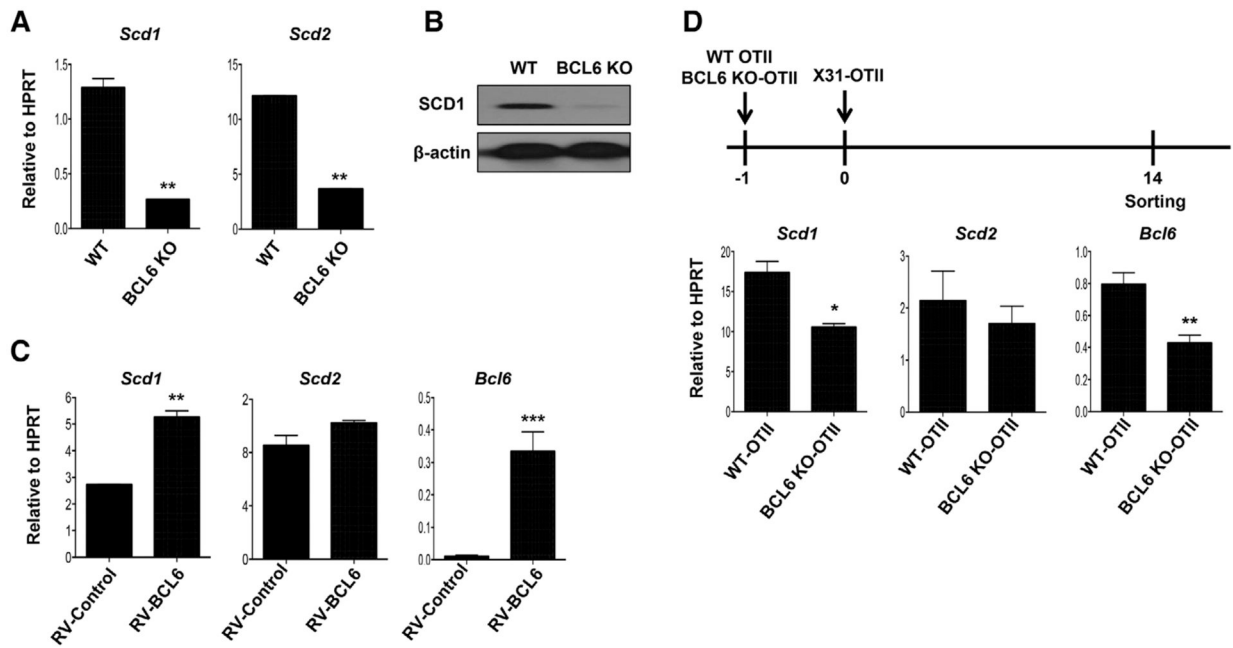 A
Scd1
Scd2
Relative to HPRT
1.5
1.0
0.5
0.0
WT
BCL6 KO
**
15
10
5
0
WT
BCL6 KO
**
B
WT BCL6 KO
SCD1
β-actin
C
Scd1
Scd2
Bcl6
Relative to HPRT
6
5
4
3
2
1
0
**
RV-Control
RV-BCL6
2
8
4
0
RV-Control
RV-BCL6
0.5
0.4
0.3
0.2
0.1
0.0
***
RV-Control
RV-BCL6
D
WT OTII
BCL6 KO-OTII
X31-OTII
-1
0
14
Sorting
Scd1
Scd2
Bcl6
Relative to HPRT
20
15
10
5
0
*
WT-OTII
BCL6 KO-OTII
3
2
1
0
WT-OTII
BCL6 KO-OTII
1.0
0.8
0.6
0.4
0.2
0.0
**
WT-OTII
BCL6 KO-OTII